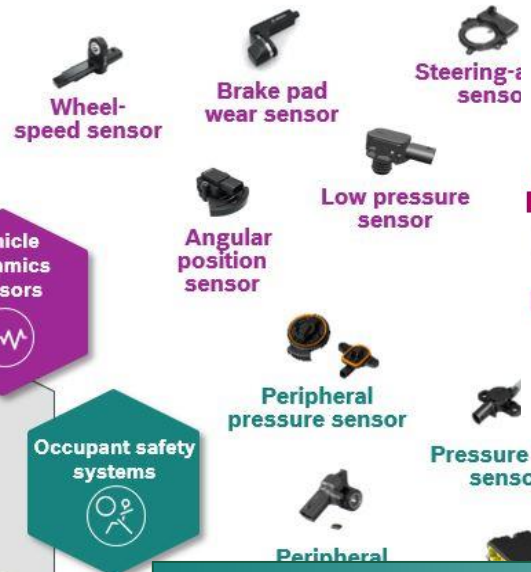 Wheel-
speed sensor
Brake pad
wear sensor
Steering-a
senso
Low pressure
sensor
Angular
position
sensor
hicle
amics
sors
Peripheral
pressure sensor
Occupant safety
systems
Pressure
senso
Peripheral